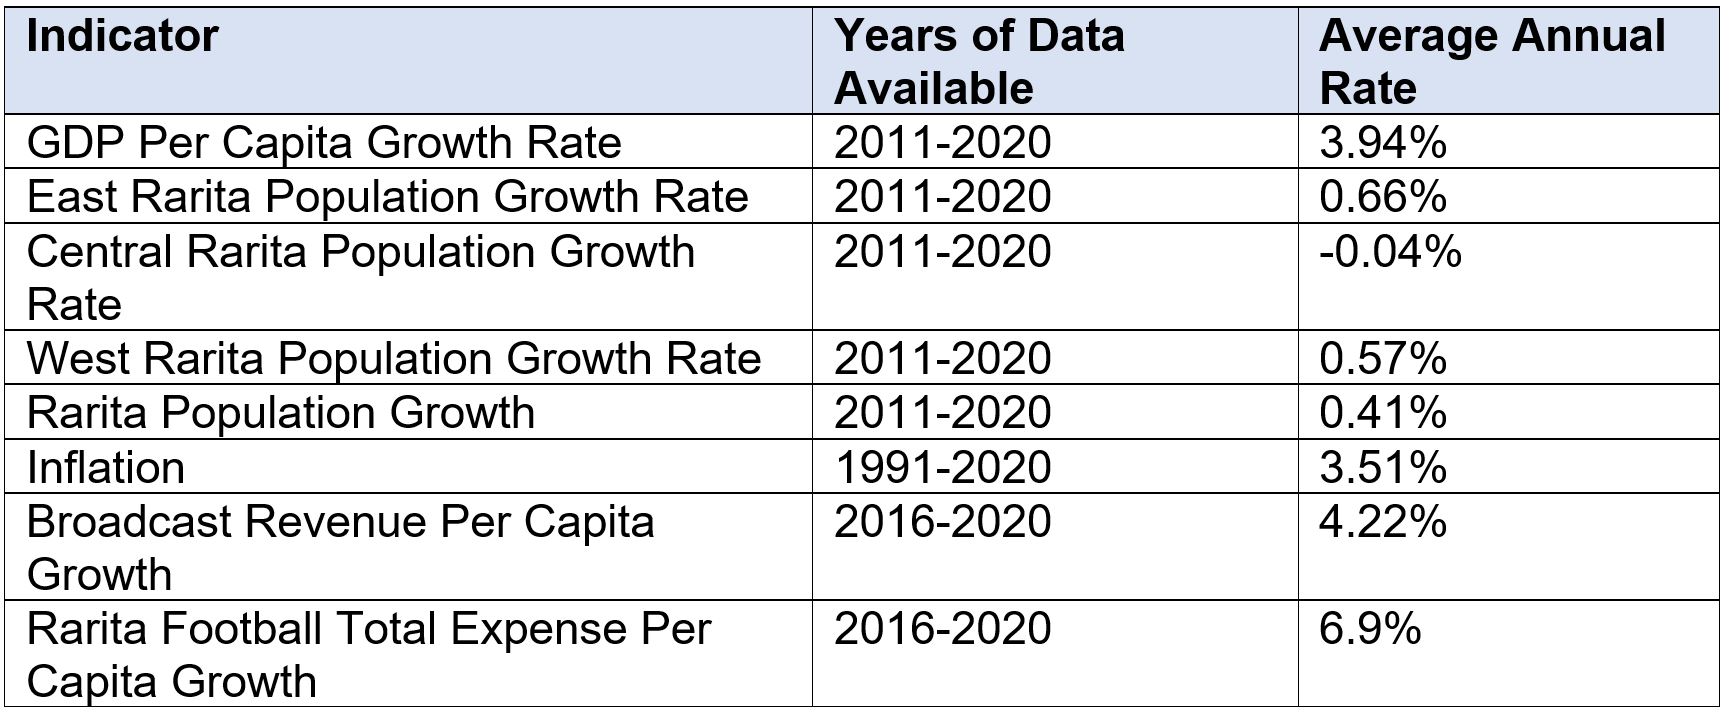 Indicator
Years of Data
Available
Average Annual
Rate
GDP Per Capita Growth Rate
2011-2020
3.94%
East Rarita Population Growth Rate
2011-2020
0.66%
Central Rarita Population Growth
Rate
2011-2020
-0.04%
West Rarita Population Growth Rate
2011-2020
0.57%
Rarita Population Growth
2011-2020
0.41%
Inflation
1991-2020
3.51%
Broadcast Revenue Per Capita
Growth
2016-2020
4.22%
Rarita Football Total Expense Per
Capita Growth
2016-2020
6.9%